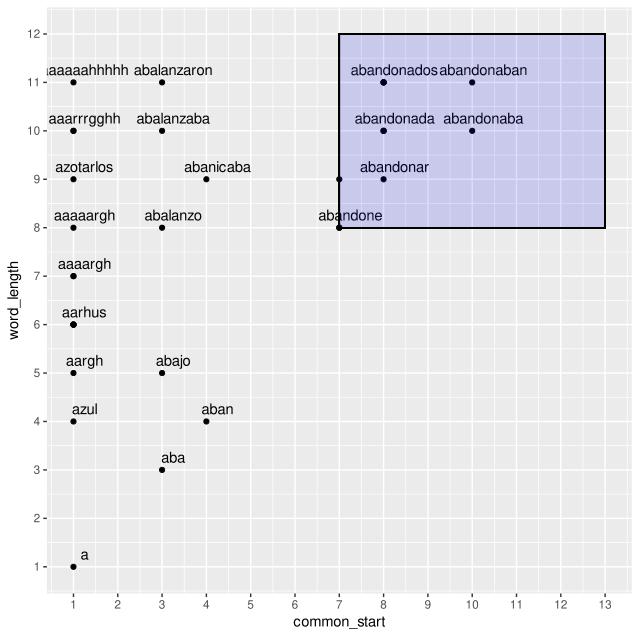 12
aaaaaahhhhh abalanzaron abandonados abandonaban
11
aaarrrgghh abalanzaba abandonada abandonaba
10
azotarlos abanicaba abandonar
9
aaaaargh abalanzo abandone
8
aaaargh
7
aarhus
6
aargh abajo
5
azul aban
4
aba
3
2
a
1
word_length
1 2 3 4 5 6 7 8 9 10 11 12 13
common_start